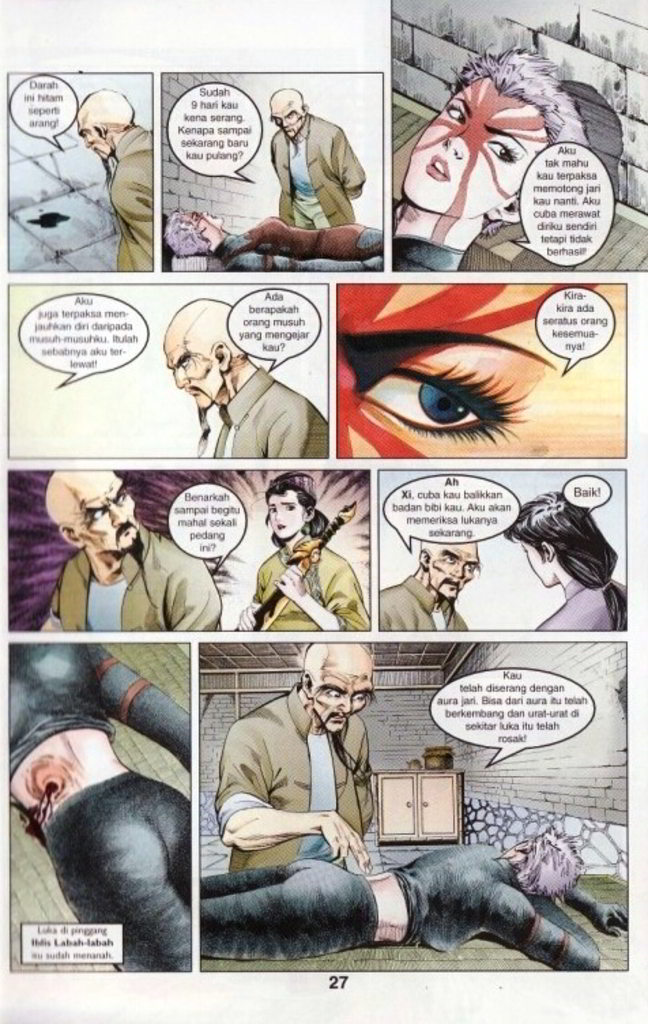 Darah
ini hitam
seperti
arang!
Sudah
9 hari kau
kena serang.
Kenapa sampai
sekarang baru
kau pulang?
Aku
tak mahu
kau terpaksa
memotong jari
kau nanti. Aku
cuba merawat
diriku sendiri
tetapi tidak
berhasil!
Aku
juga terpaksa men-
jauhkan diri daripada
musuh-musuhku. Itulah
sebabnya aku ter-
lewat!
Ada
berapakah
orang musuh
yang mengejar
kau?
Kira-
kira ada
seratus orang
kesemua-
nya!
Benarkah
sampai begitu
mahal sekali
pedang
ini?
Ah
Xi, cuba kau balikkan
badan bibi kau. Aku akan
memeriksa lukanya
sekarang.
Baik!
Luka di pinggang
Iblis Labah-labah
itu sudah menanah.
Kau
telah diserang dengan
aura jari. Bisa dari aura itu telah
berkembang dan urat-urat di
sekitar luka itu telah
rosak!
27